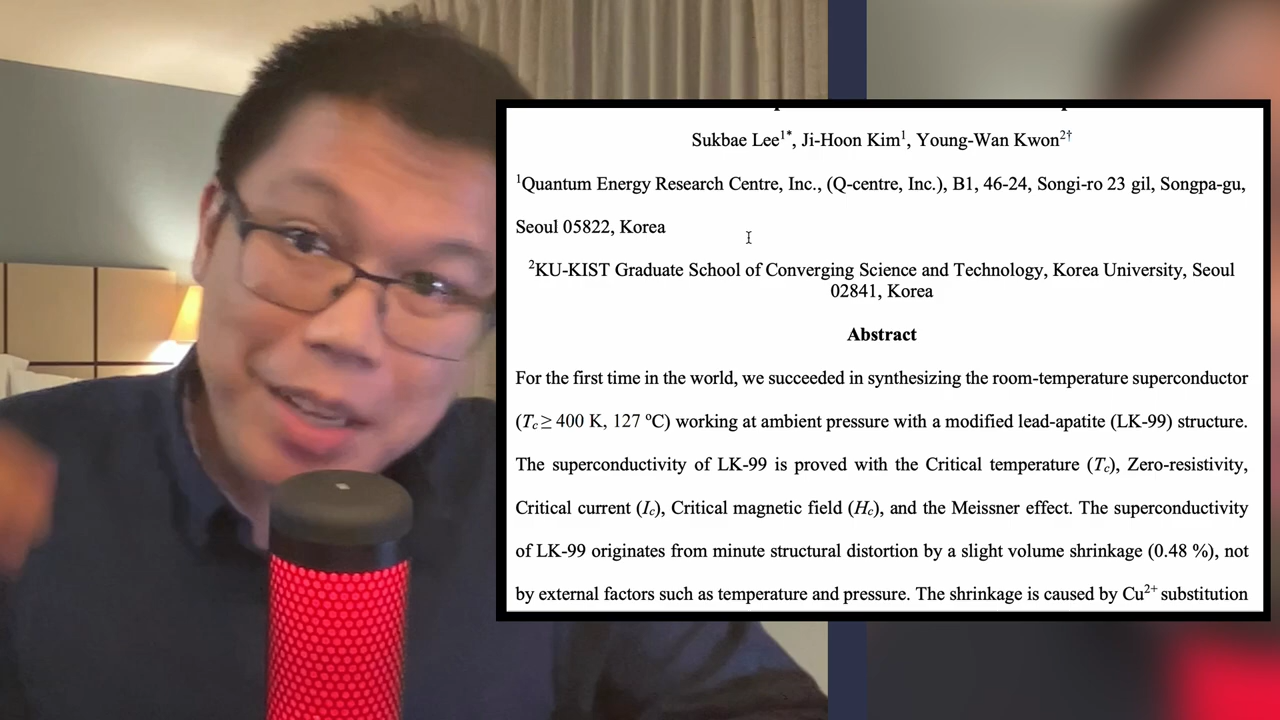 Sukbae Lee¹*, Ji-Hoon Kim¹, Young-Wan Kwon²†
¹Quantum Energy Research Centre, Inc., (Q-centre, Inc.), B1, 46-24, Songi-ro 23 gil, Songpa-gu,
Seoul 05822, Korea
²KU-KIST Graduate School of Converging Science and Technology, Korea University, Seoul
02841, Korea
Abstract
For the first time in the world, we succeeded in synthesizing the room-temperature superconductor
(Tc ≥ 400 K, 127 °C) working at ambient pressure with a modified lead-apatite (LK-99) structure.
The superconductivity of LK-99 is proved with the Critical temperature (Tc), Zero-resistivity,
Critical current (Ic), Critical magnetic field (Hc), and the Meissner effect. The superconductivity
of LK-99 originates from minute structural distortion by a slight volume shrinkage (0.48 %), not
by external factors such as temperature and pressure. The shrinkage is caused by Cu²⁺ substitution